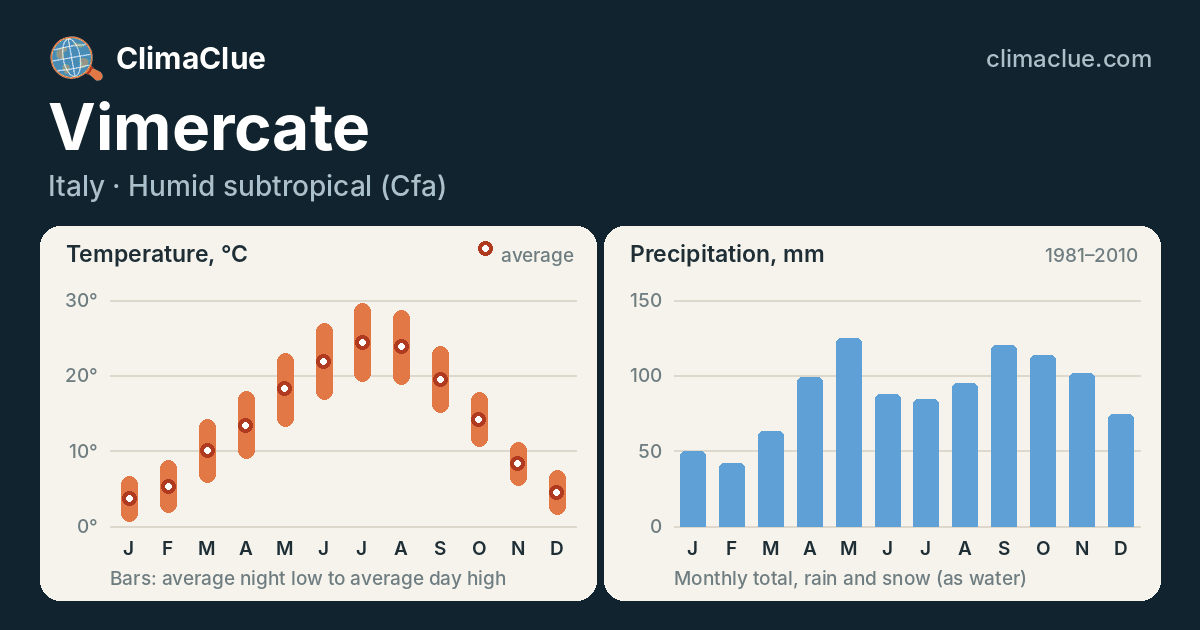 ClimaClue
climaclue.com
Vimercate
Italy · Humid subtropical (Cfa)
Temperature, °C
average
30°
20°
10°
0°
J F M A M J J A S O N D
Bars: average night low to average day high
Precipitation, mm
1981–2010
150
100
50
0
J F M A M J J A S O N D
Monthly total, rain and snow (as water)